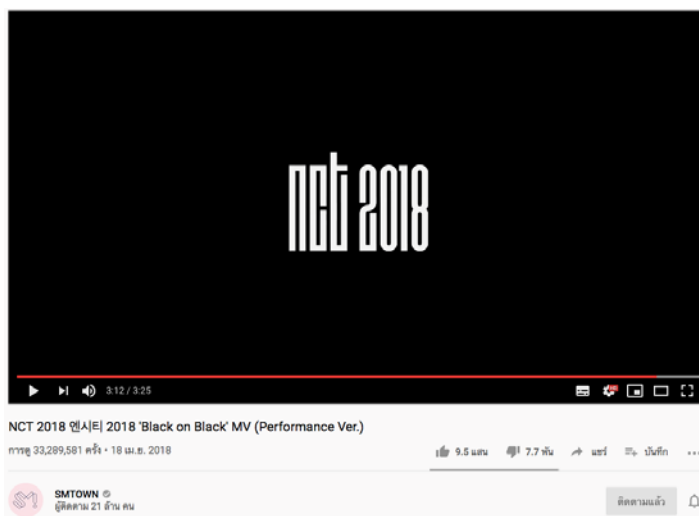 nct 2018
3:12 / 3:25
HD
NCT 2018 엔시티 2018 'Black on Black' MV (Performance Ver.)
การดู 33,289,581 ครั้ง • 18 เม.ย. 2018
9.5 แสน 7.7 พัน แชร์ บันทึก ...
SMTOWN
ผู้ติดตาม 21 ล้าน คน
ติดตามแล้ว